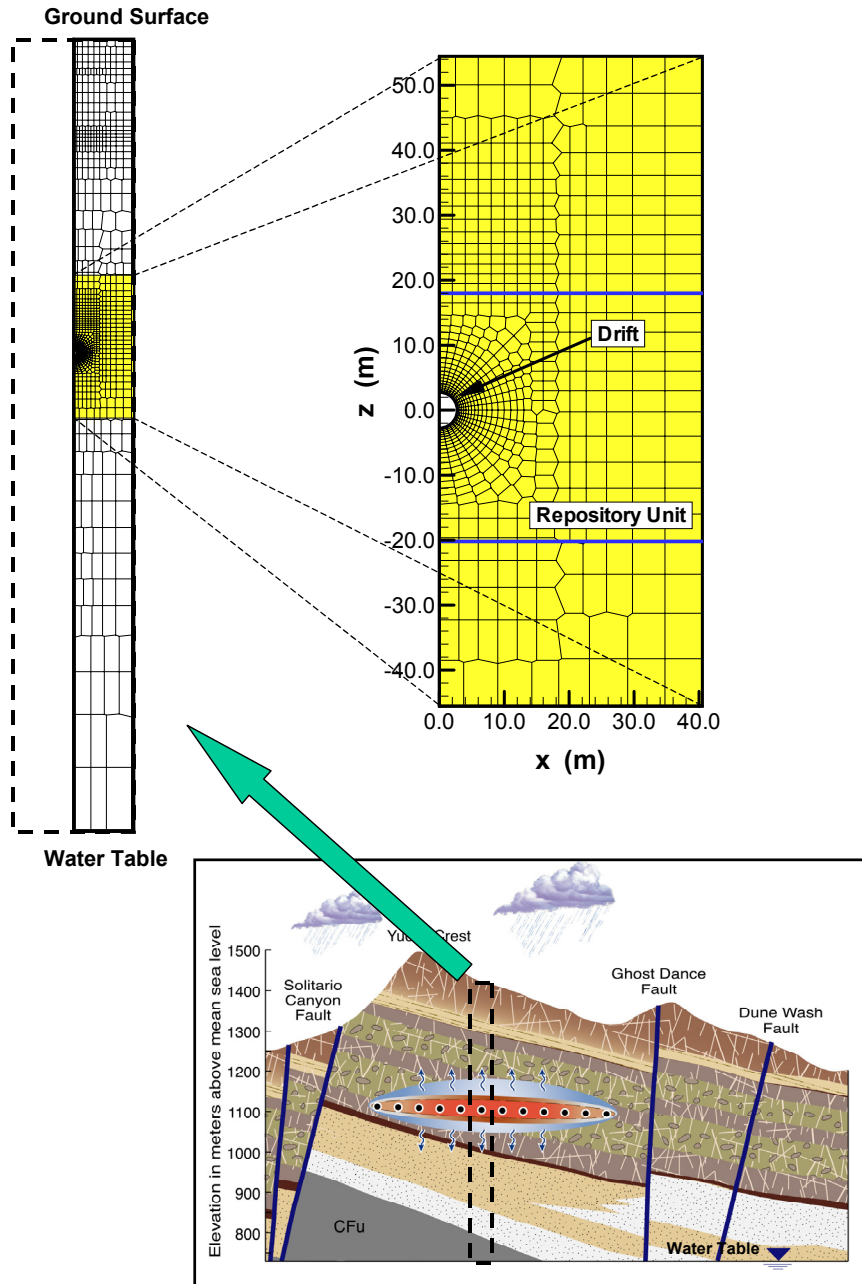 Ground Surface
50.0
40.0
30.0
20.0
10.0
0.0
-10.0
-20.0
-30.0
-40.0
z (m)
Drift
Repository Unit
0.0 10.0 20.0 30.0 40.0
x (m)
Water Table
Elevation in meters above mean sea level
1500
1400
1300
1200
1100
1000
900
800
Crest
Solitario
Canyon
Fault
Ghost Dance
Fault
Dune Wash
Fault
CFu
Water Table